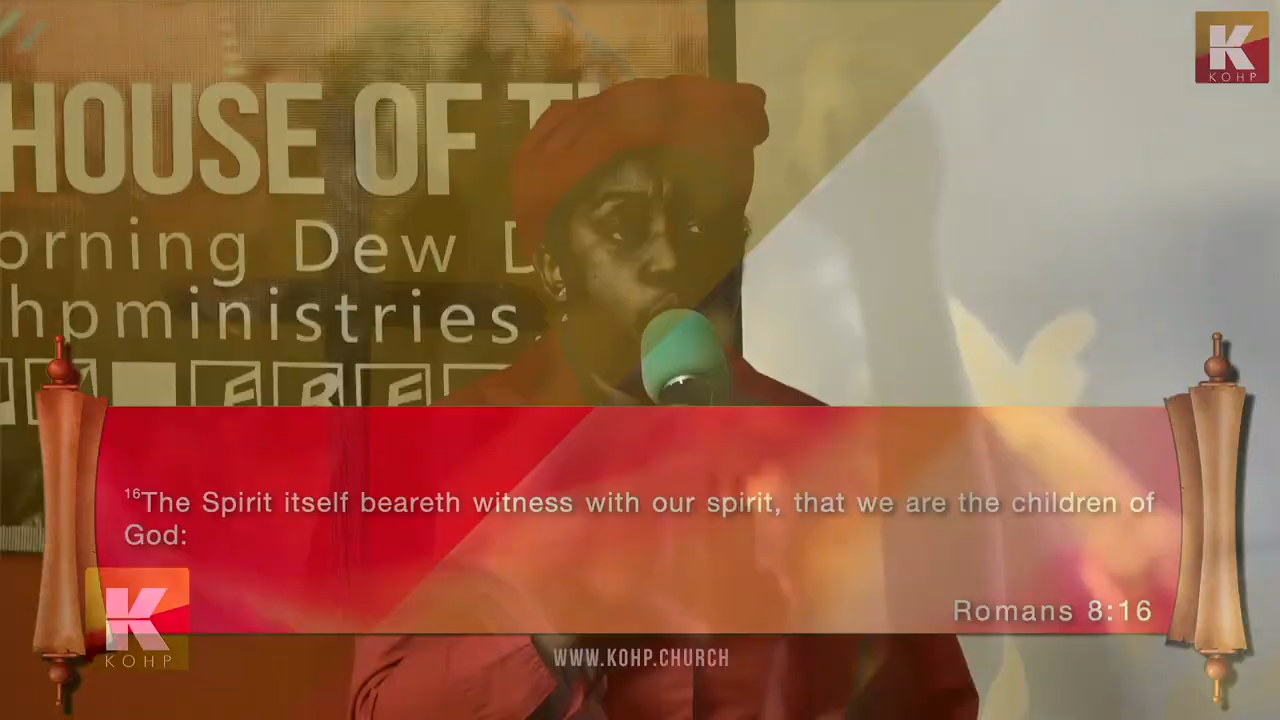 K
KOHP
HOUSE OF
orning Dew
hpministries
FREE
16The Spirit itself beareth witness with our spirit, that we are the children of
God:
Romans 8:16
K
KOHP
WWW.KOHP.CHURCH